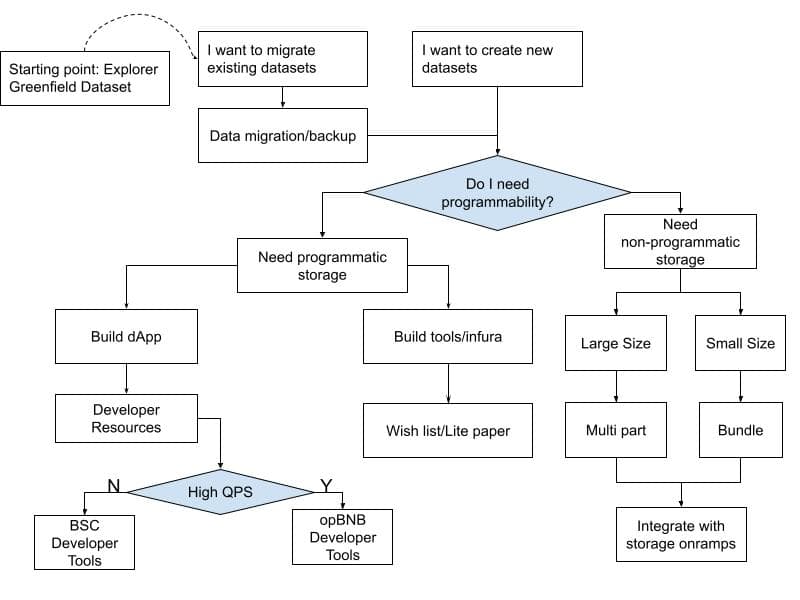 I want to migrate
existing datasets
I want to create new
datasets
Starting point: Explorer
Greenfield Dataset
Data migration/backup
Do I need
programmability?
Need
non-programmatic
storage
Need programmatic
storage
Build dApp
Build tools/infura
Large Size
Small Size
Developer
Resources
Wish list/Lite paper
Multi part
Bundle
N
High QPS
Y
BSC
Developer
Tools
opBNB
Developer
Tools
Integrate with
storage onramps